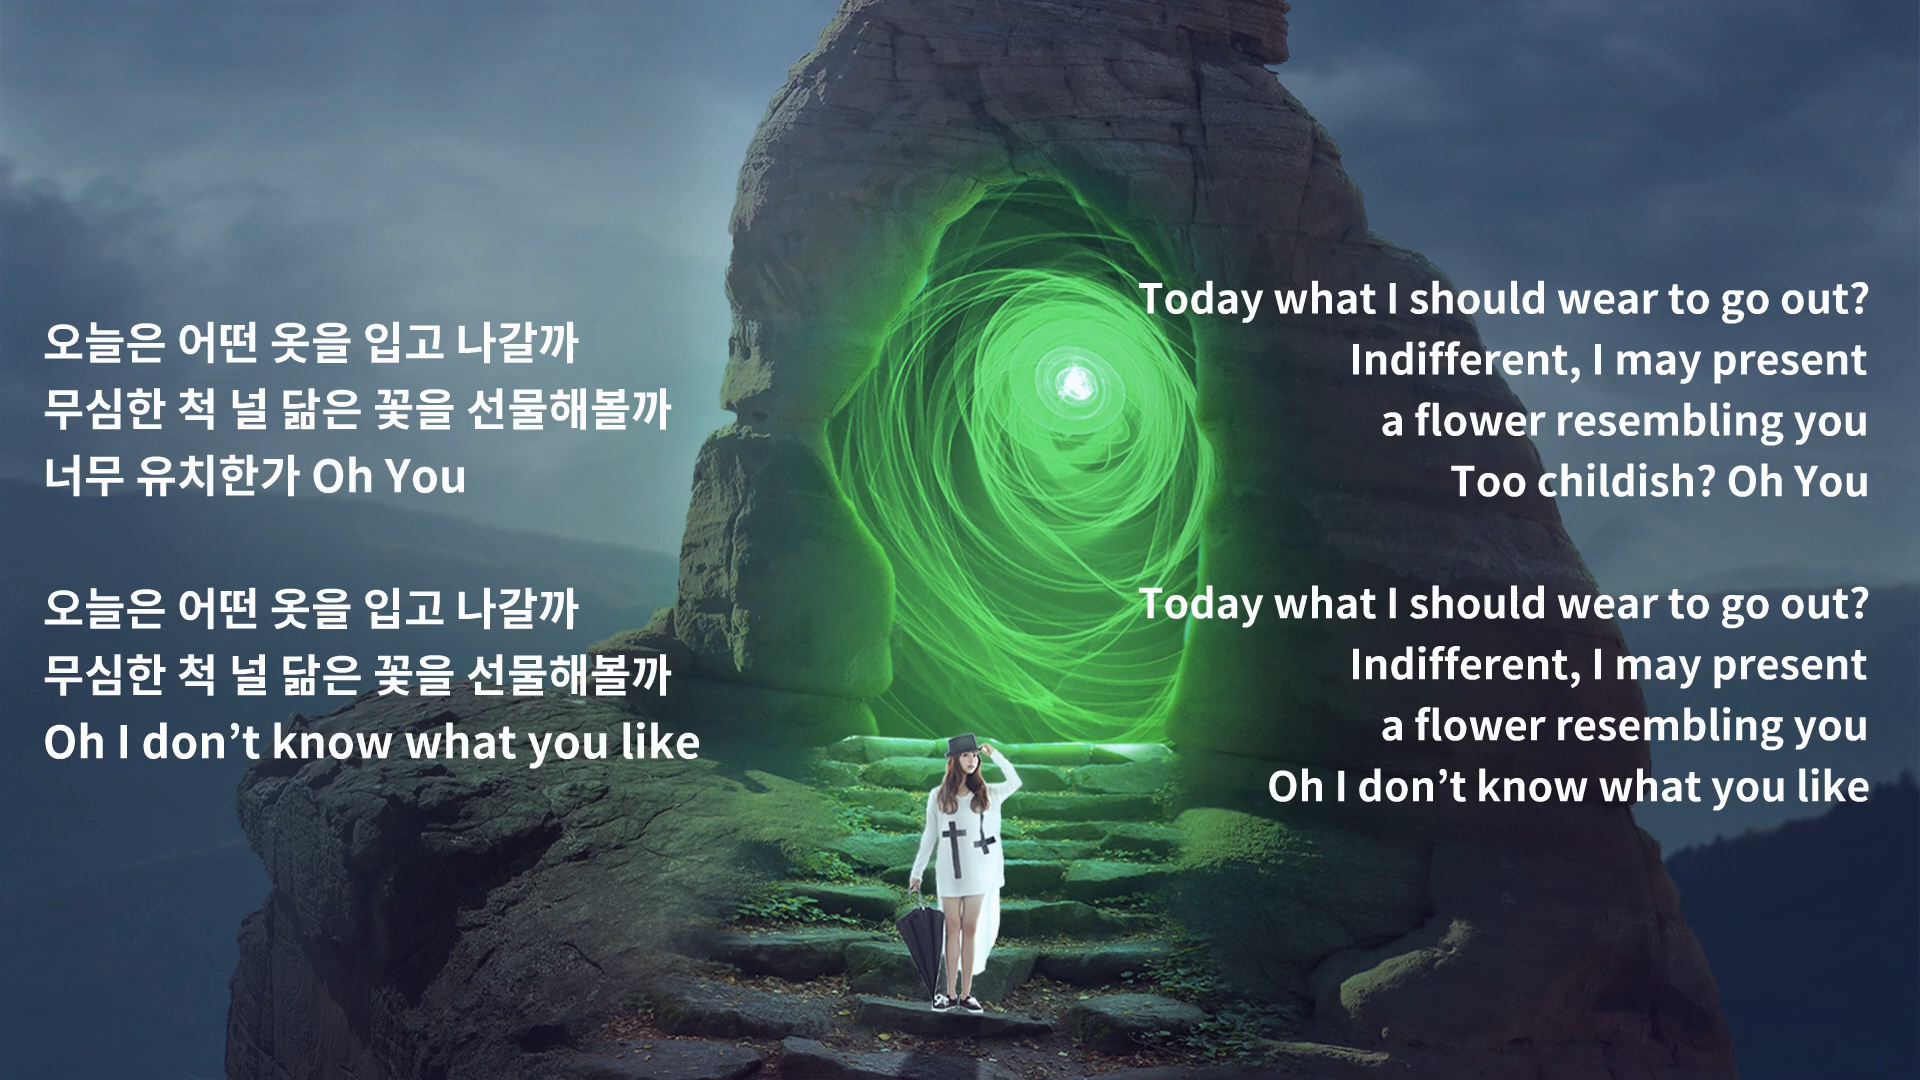 오늘은 어떤 옷을 입고 나갈까
무심한 척 널 닮은 꽃을 선물해볼까
너무 유치한가 Oh You
오늘은 어떤 옷을 입고 나갈까
무심한 척 널 닮은 꽃을 선물해볼까
Oh I don’t know what you like
Today what I should wear to go out?
Indifferent, I may present
a flower resembling you
Too childish? Oh You
Today what I should wear to go out?
Indifferent, I may present
a flower resembling you
Oh I don’t know what you like